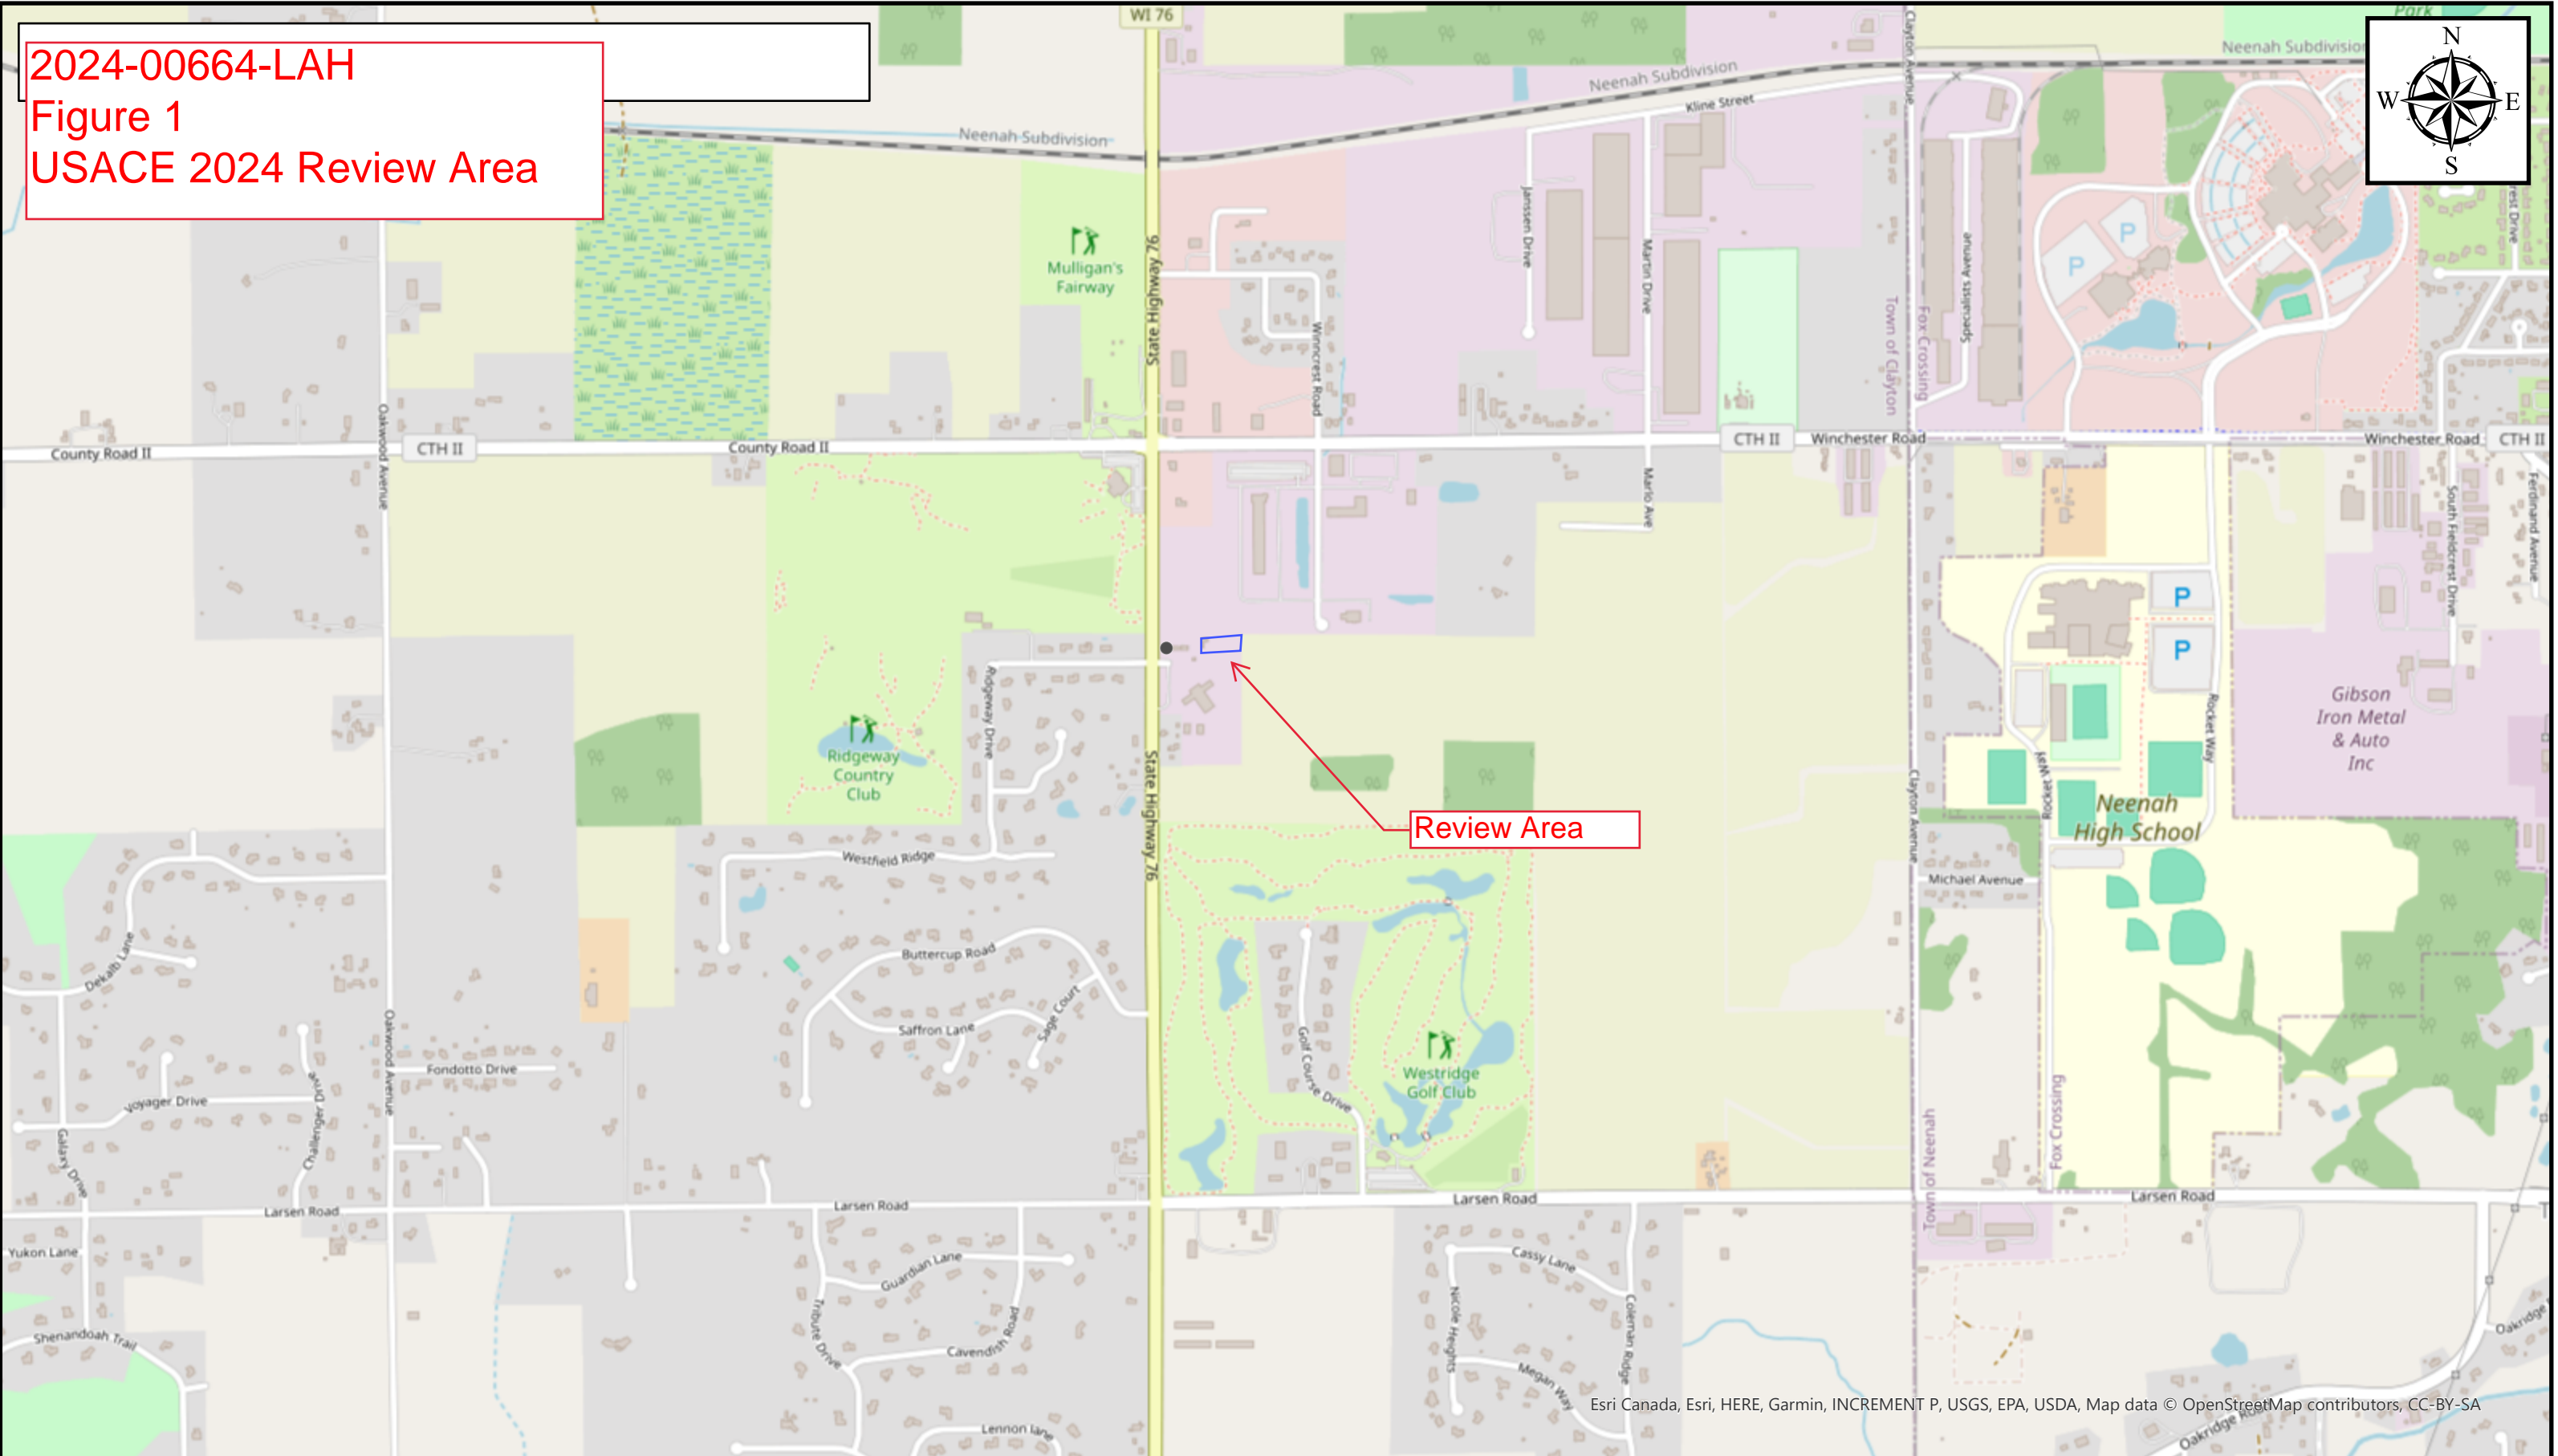 WI 76
2024-00664-LAH
Figure 1
USACE 2024 Review Area
Park
Neenah Subdivision
Neenah Subdivision
Neenah Subdivision
Kline Street
Clayton Avenue
N
W
E
S
Janssen Drive
Martin Drive
Specialists Avenue
Town of Clayton
Fox Crossing
P
P
Mulligan's
Fairway
State Highway 76
Winncrest Road
Oakwood Avenue
County Road II
CTH II
County Road II
CTH II
Winchester Road
Winchester Road
CTH II
Marlo Ave
South Fieldcrest Drive
Ferdinand Avenue
P
P
Ridgeway Drive
Ridgeway
Country
Club
State Highway 76
Review Area
Clayton Avenue
Rocket Way
Rocket Way
Gibson
Iron Metal
& Auto
Inc
Neenah
High School
Michael Avenue
Westfield Ridge
Dekalb Lane
Buttercup Road
Saffron Lane
Sage Court
Oakwood Avenue
Fondotto Drive
Voyager Drive
Challenger Drive
Galaxy Drive
Golf Course Drive
Westridge
Golf Club
Town of Neenah
Fox Crossing
Larsen Road
Larsen Road
Larsen Road
Larsen Road
Yukon Lane
Shenandoah Trail
Guardian Lane
Tribute Drive
Cavendish Road
Lennon lane
Cassy Lane
Nicole Heights
Coleman Ridge
Megan Way
Oakridge Road
Esri Canada, Esri, HERE, Garmin, INCREMENT P, USGS, EPA, USDA, Map data © OpenStreetMap contributors, CC-BY-SA